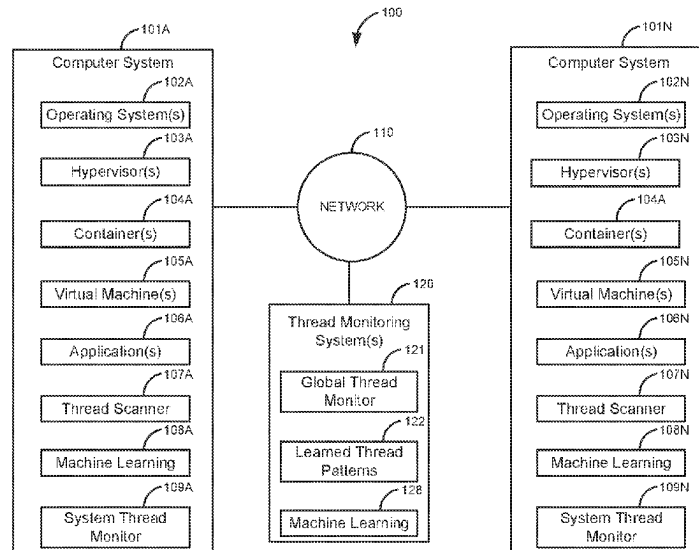 100
101A
Computer System
102A
Operating System(s)
103A
Hypervisor(s)
104A
Container(s)
105A
Virtual Machine(s)
106A
Application(s)
107A
Thread Scanner
108A
Machine Learning
109A
System Thread
Monitor
110
NETWORK
120
Thread Monitoring
System(s)
121
Global Thread
Monitor
122
Learned Thread
Patterns
128
Machine Learning
101N
Computer System
102N
Operating System(s)
103N
Hypervisor(s)
104A
Container(s)
105N
Virtual Machine(s)
106N
Application(s)
107N
Thread Scanner
108N
Machine Learning
109N
System Thread
Monitor